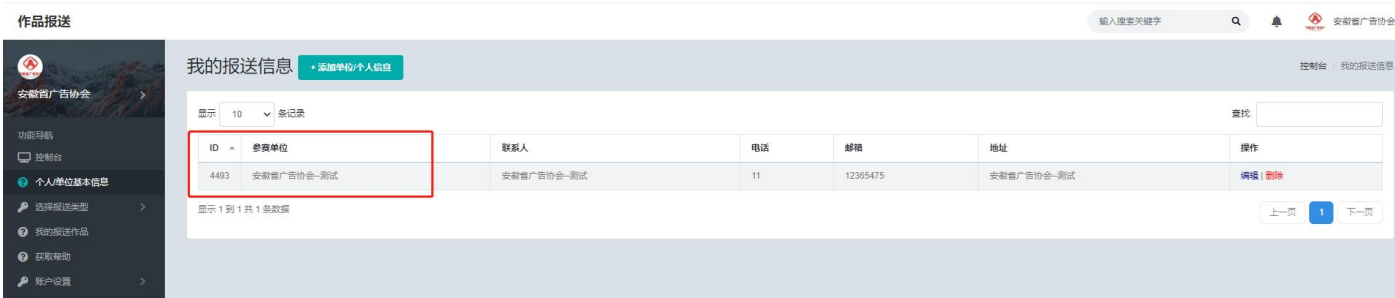 作品报送
输入搜索关键字
安徽省广告协会
安徽省广告协会
功能导航
控制台
个人/单位基本信息
选择报送类型
我的报送作品
获取帮助
账户设置
我的报送信息
+ 添加单位/个人信息
控制台 / 我的报送信息
显示 10 条记录
查找:
ID 参赛单位 联系人 电话 邮箱 地址 操作
4493 安徽省广告协会--测试 安徽省广告协会--测试 11 12365475 安徽省广告协会--测试 编辑 | 删除
显示 1 到 1 共 1 条数据
上一页 1 下一页